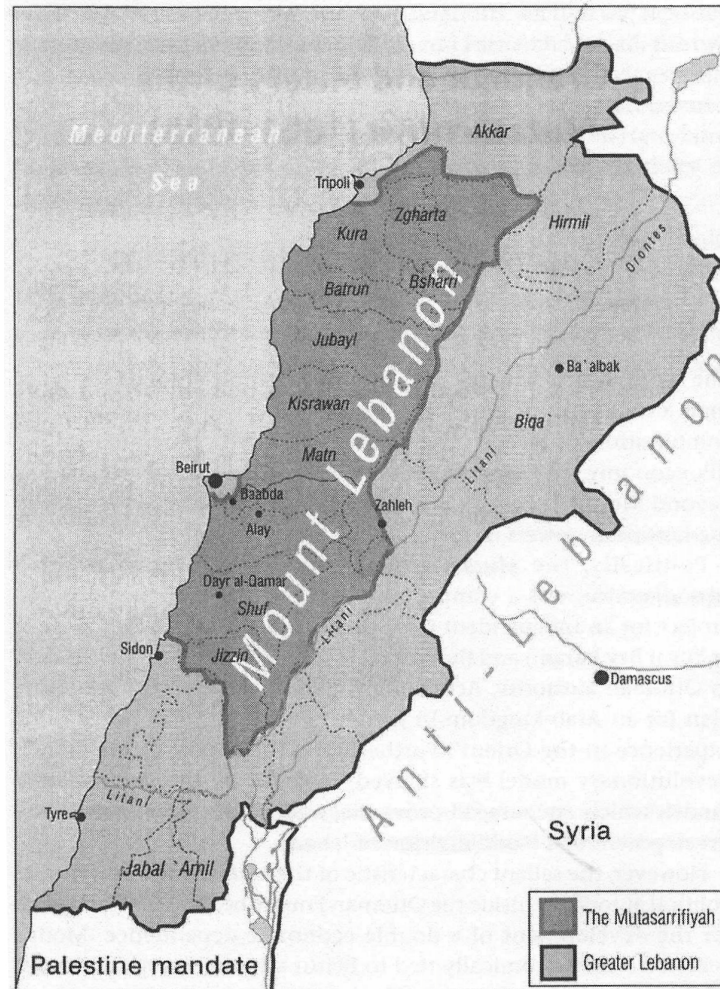 Mediterranean
Sea
Akkar
Tripoli
Zgharta
Kura
Hirmil
Orontes
Batrun
Bsharri
Jubayl
Ba`albak
Kisrawan
Biqa
Matn
Litani
Beirut
Baabda
Zahleh
Alay
Mount Lebanon
Dayr al-Qamar
Shuf
Litani
Anti-Lebanon
Sidon
Jizzin
Damascus
Litani
Tyre
Syria
Jabal `Amil
The Mutasarrifiyah
Palestine mandate
Greater Lebanon